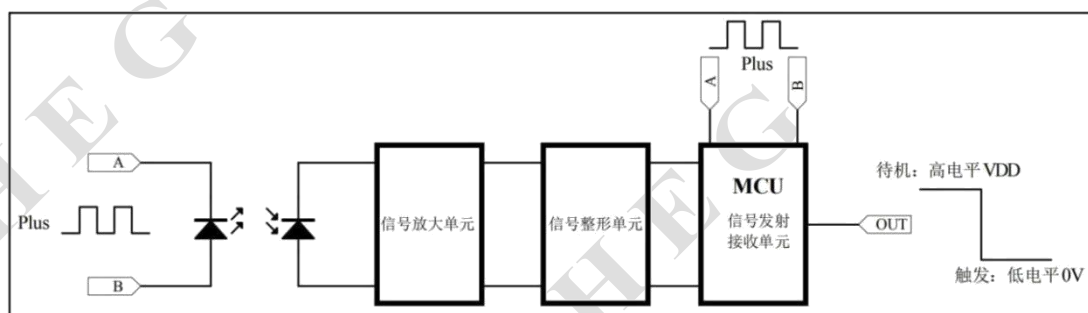 Plus
A
B
A
Plus
B
信号放大单元
信号整形单元
MCU
信号发射
接收单元
OUT
待机：高电平VDD
触发：低电平0V
HEG
HEG